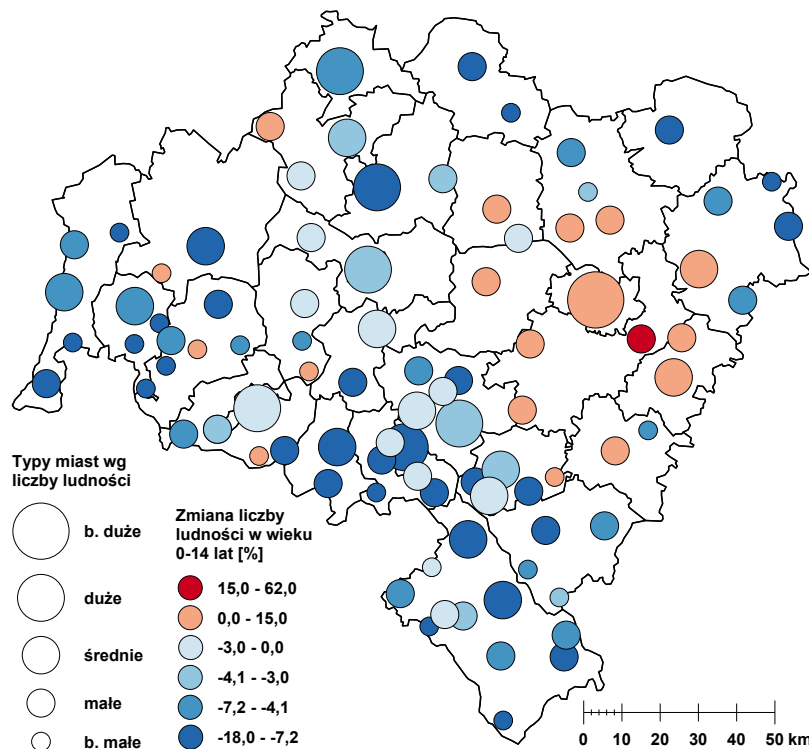 Typy miast wg
liczby ludności
b. duże
duże
średnie
małe
b. małe
Zmiana liczby
ludności w wieku
0-14 lat [%]
15,0 - 62,0
0,0 - 15,0
-3,0 - 0,0
-4,1 - -3,0
-7,2 - -4,1
-18,0 - -7,2
0 10 20 30 40 50 km